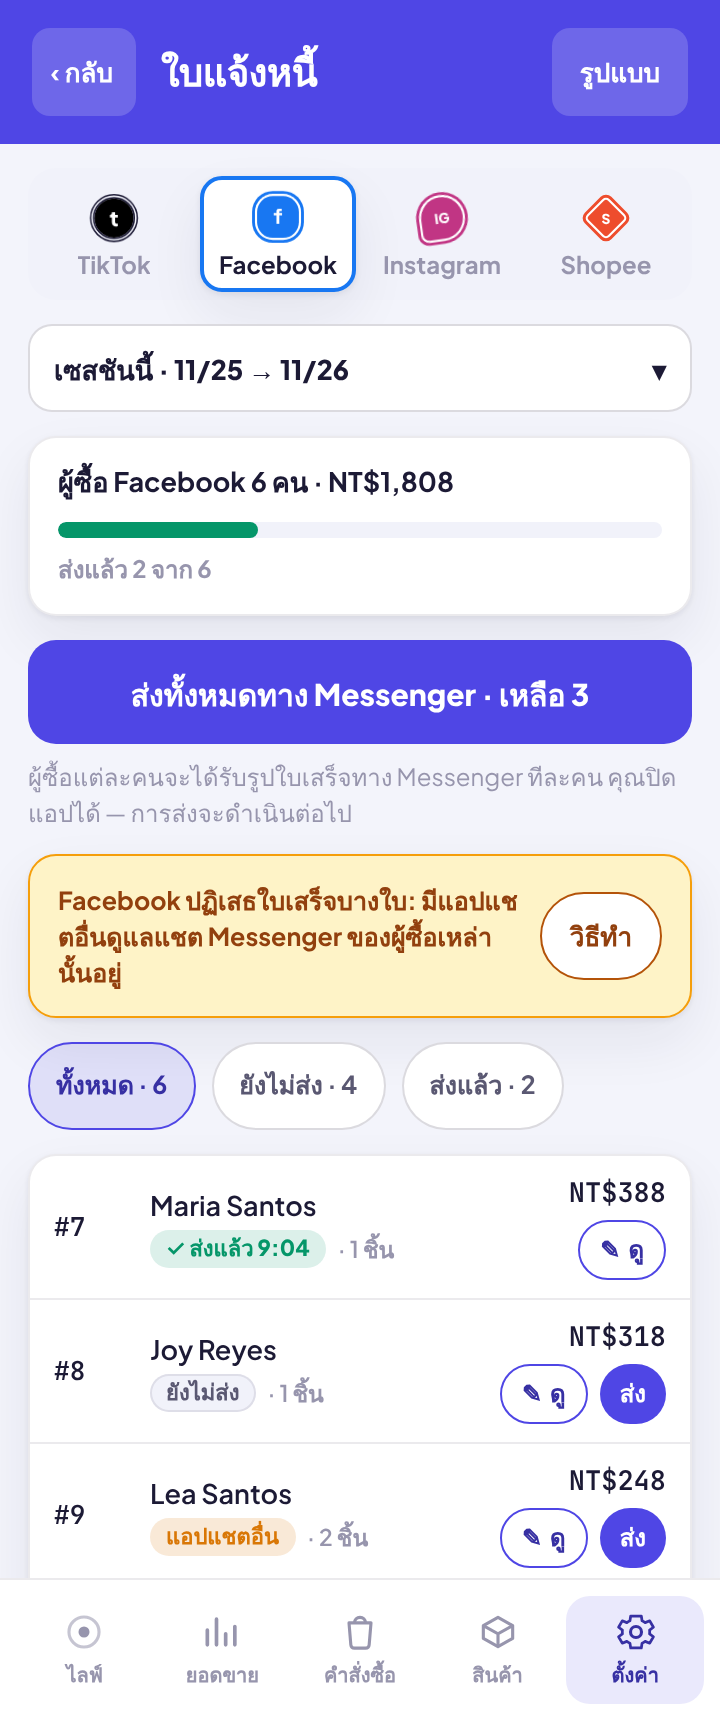 ‹ กลับ
ใบแจ้งหนี้
รูปแบบ
t
f
IG
S
TikTok
Facebook
Instagram
Shopee
เซสชันนี้ · 11/25 → 11/26
▼
ผู้ซื้อ Facebook 6 คน · NT$1,808
ส่งแล้ว 2 จาก 6
ส่งทั้งหมดทาง Messenger · เหลือ 3
ผู้ซื้อแต่ละคนจะได้รับรูปใบเสร็จทาง Messenger ทีละคน คุณปิด
แอปได้ — การส่งจะดำเนินต่อไป
Facebook ปฏิเสธใบเสร็จบางใบ: มีแอปแช
ตอื่นดูแลแชต Messenger ของผู้ซื้อเหล่า
นั้นอยู่
วิธีทำ
ทั้งหมด · 6
ยังไม่ส่ง · 4
ส่งแล้ว · 2
#7
Maria Santos
✓ ส่งแล้ว 9:04
· 1 ชิ้น
NT$388
✎ ดู
#8
Joy Reyes
ยังไม่ส่ง
· 1 ชิ้น
NT$318
✎ ดู
ส่ง
#9
Lea Santos
แอปแชตอื่น
· 2 ชิ้น
NT$248
✎ ดู
ส่ง
ไลฟ์
ยอดขาย
คำสั่งซื้อ
สินค้า
ตั้งค่า